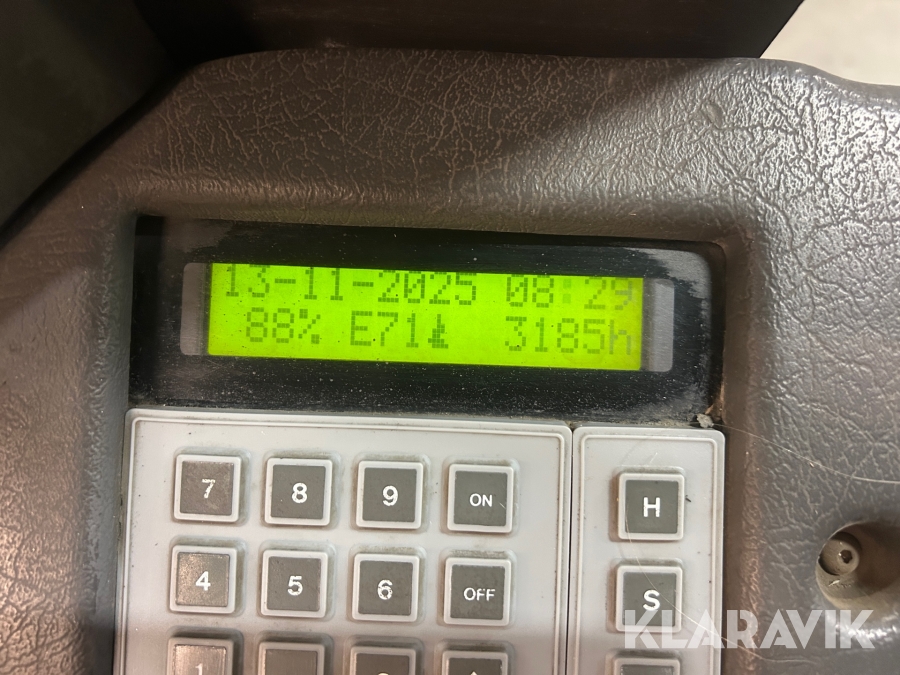 13-11-2025 08:29
88% E71 3185h
7 8 9 ON
H
4 5 6 OFF
S
1
KLARAVIK